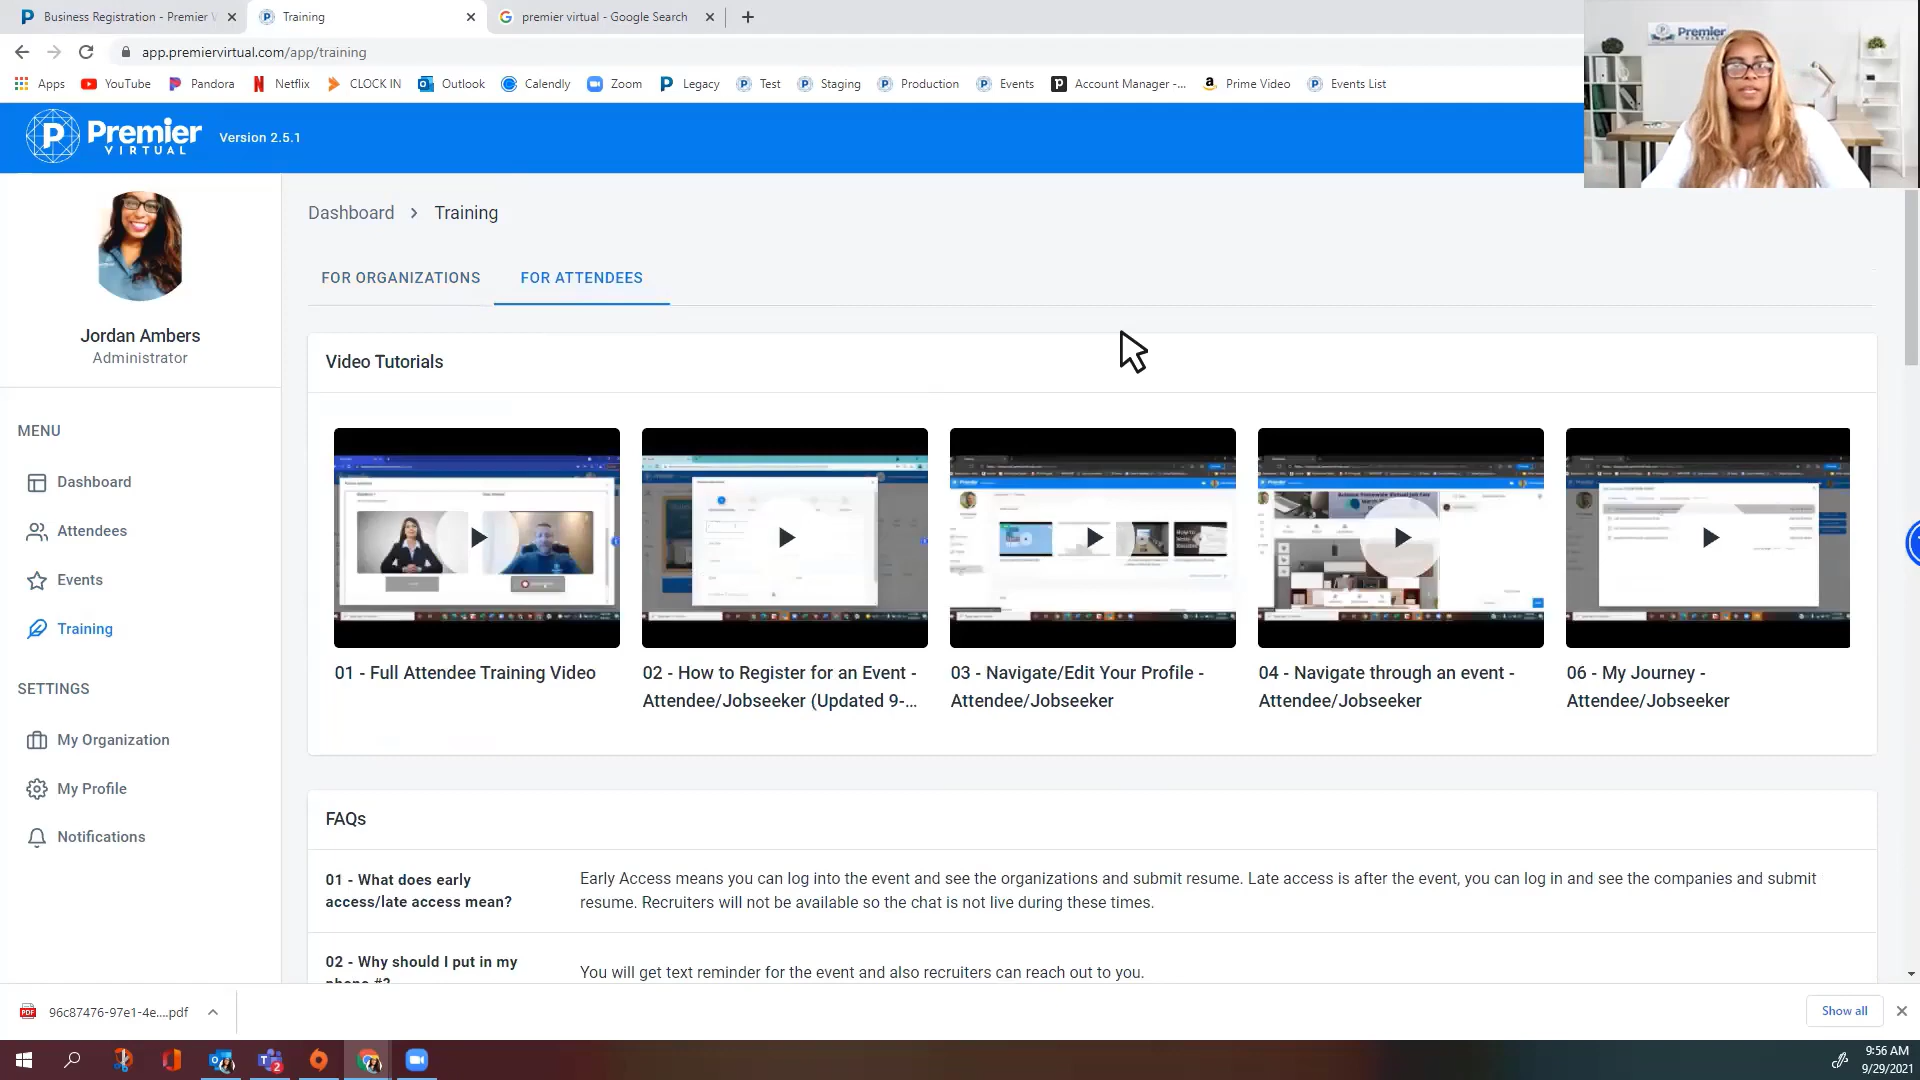 Business Registration - Premier V
Training
premier virtual - Google Search
app.premiervirtual.com/app/training
Apps
YouTube
Pandora
Netflix
CLOCK IN
Outlook
Calendly
Zoom
Legacy
Test
Staging
Production
Events
Account Manager -...
Prime Video
Events List
Premier
VIRTUAL
Version 2.5.1
Premier
Jordan Ambers
Administrator
MENU
Dashboard
Attendees
Events
Training
SETTINGS
My Organization
My Profile
Notifications
Dashboard > Training
FOR ORGANIZATIONS
FOR ATTENDEES
Video Tutorials
01 - Full Attendee Training Video
02 - How to Register for an Event -
Attendee/Jobseeker (Updated 9-...
03 - Navigate/Edit Your Profile -
Attendee/Jobseeker
04 - Navigate through an event -
Attendee/Jobseeker
06 - My Journey -
Attendee/Jobseeker
FAQs
01 - What does early
access/late access mean?
Early Access means you can log into the event and see the organizations and submit resume. Late access is after the event, you can log in and see the companies and submit
resume. Recruiters will not be available so the chat is not live during these times.
02 - Why should I put in my
phone #?
You will get text reminder for the event and also recruiters can reach out to you.
96c87476-97e1-4e....pdf
Show all
9:56 AM
9/29/2021